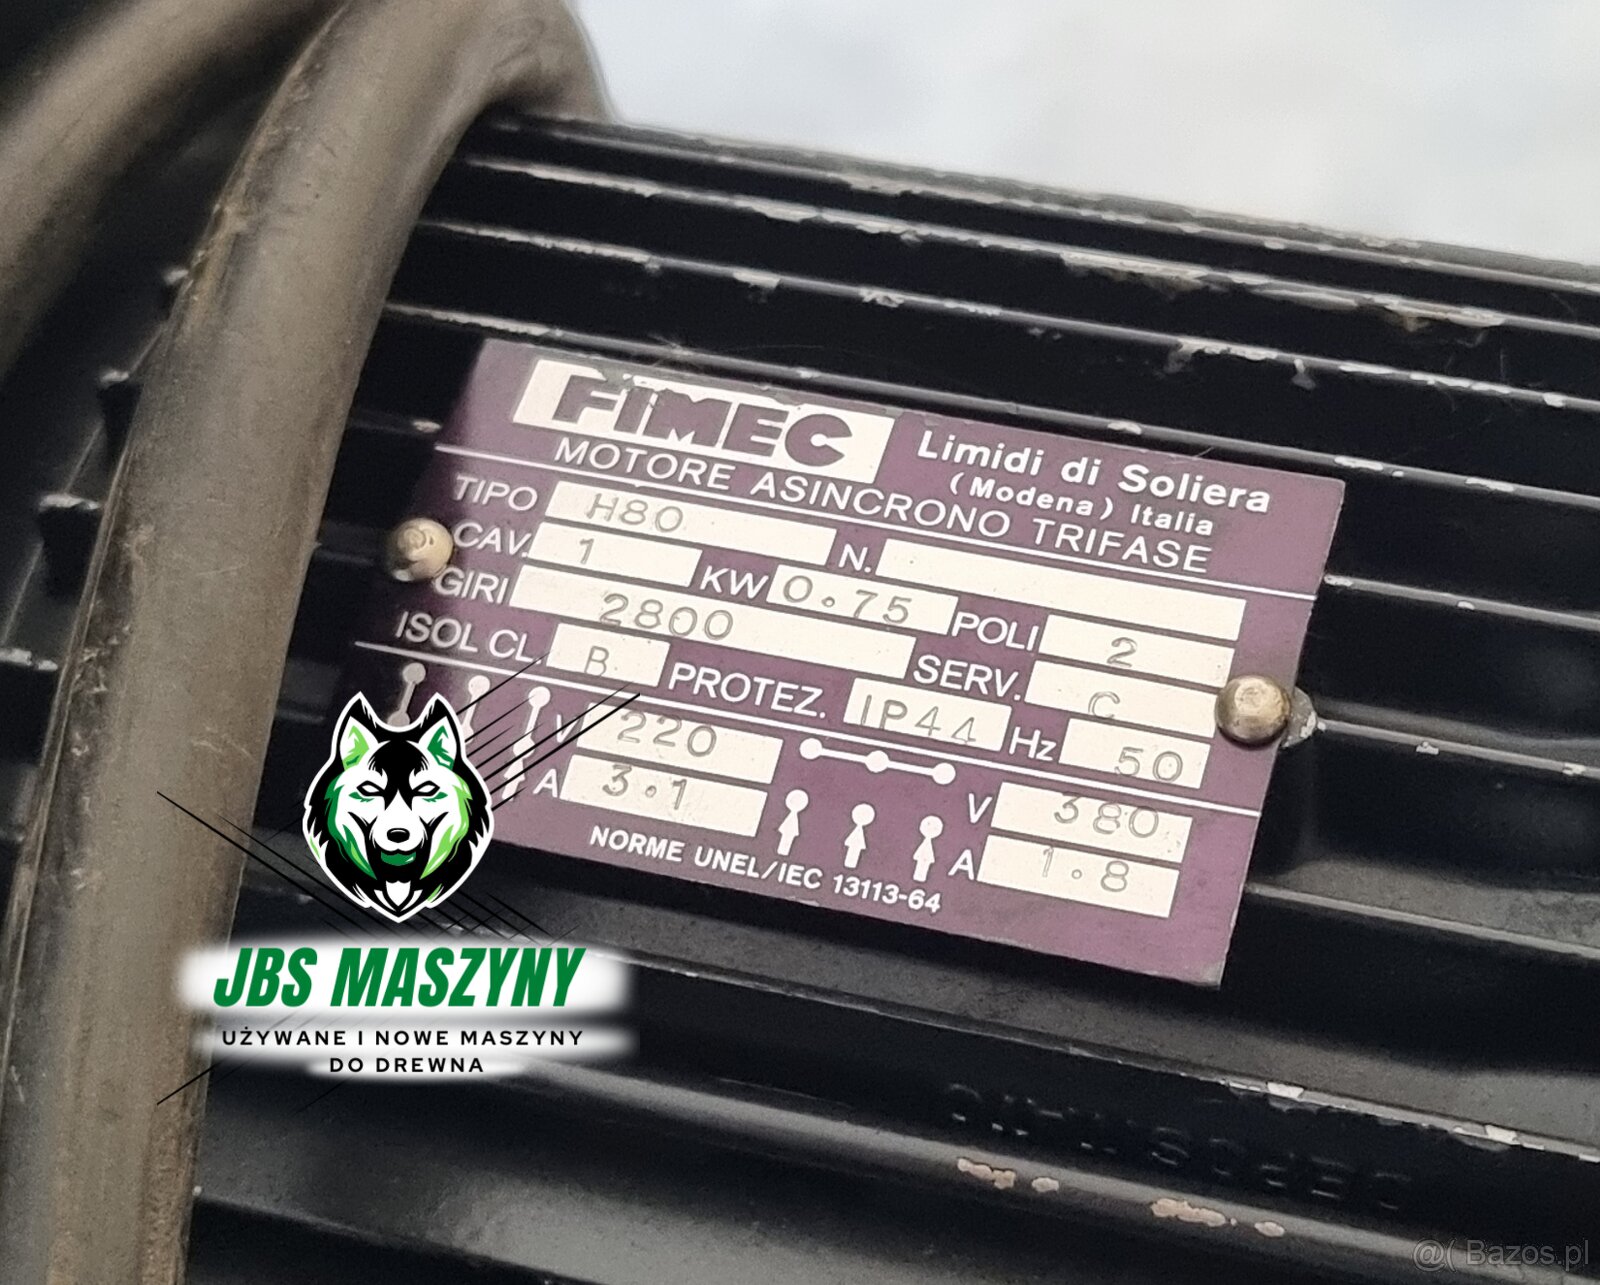 FIMEC Limidi di Soliera
(Modena) Italia
MOTORE ASINCRONO TRIFASE
TIPO H80 N.
CAV. 1 KW 0.75 POLI 2
GIRI 2800 SERV. C
ISOL CL. B PROTEZ. IP44 Hz 50
V 220 V 380
A 3.1 A 1.8
NORME UNEL/IEC 13113-64
JBS MASZYNY
UŻYWANE I NOWE MASZYNY
DO DREWNA
@( Bazos.pl